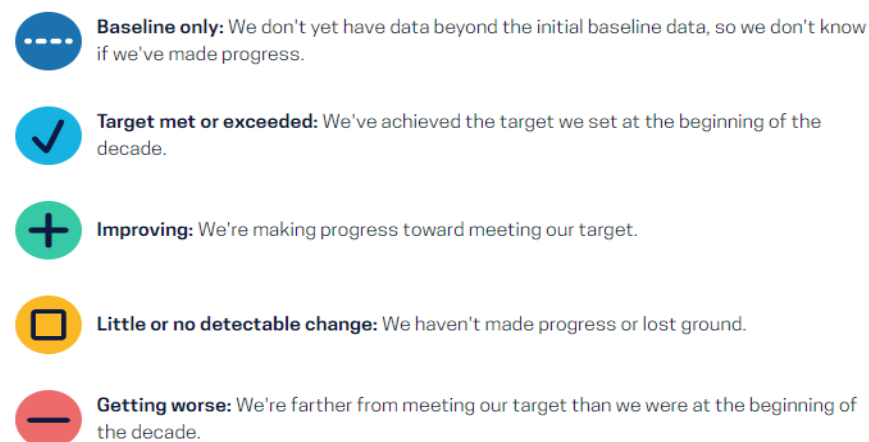 Baseline only: We don't yet have data beyond the initial baseline data, so we don't know
if we've made progress.
Target met or exceeded: We've achieved the target we set at the beginning of the
decade.
Improving: We're making progress toward meeting our target.
Little or no detectable change: We haven't made progress or lost ground.
Getting worse: We're farther from meeting our target than we were at the beginning of
the decade.